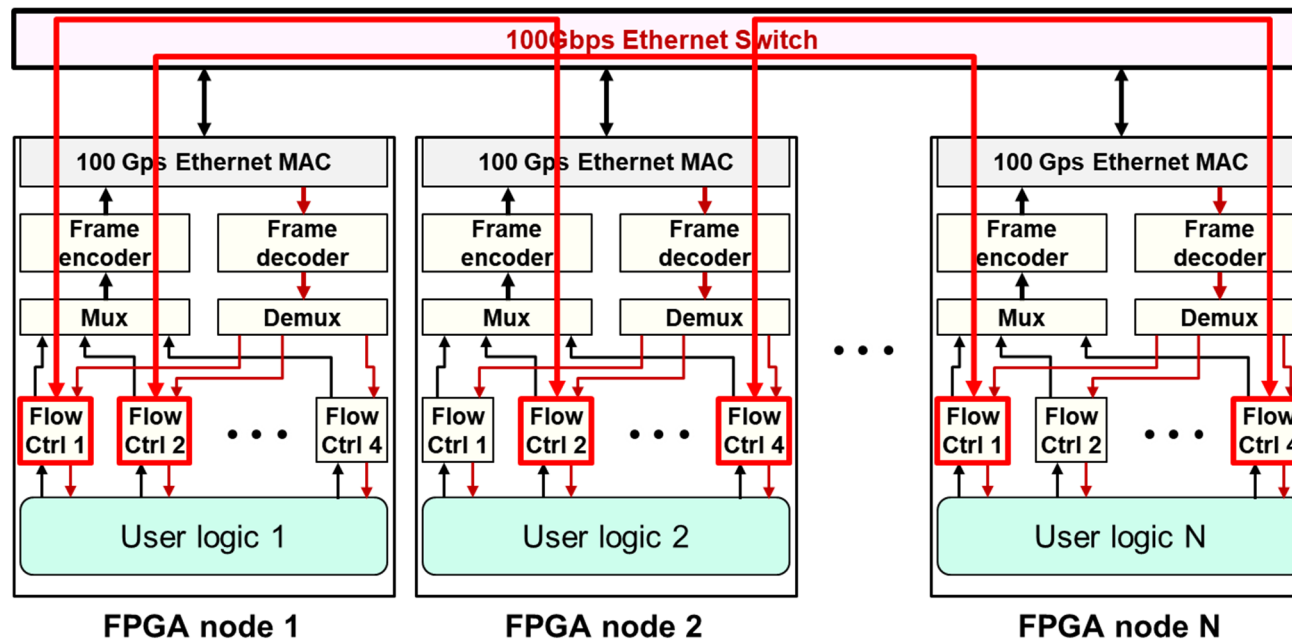 100Gbps Ethernet Switch
100 Gps Ethernet MAC
Frame
encoder
Frame
decoder
Mux
Demux
Flow
Ctrl 1
Flow
Ctrl 2
Flow
Ctrl 4
User logic 1
FPGA node 1
100 Gps Ethernet MAC
Frame
encoder
Frame
decoder
Mux
Demux
Flow
Ctrl 1
Flow
Ctrl 2
Flow
Ctrl 4
User logic 2
FPGA node 2
100 Gps Ethernet MAC
Frame
encoder
Frame
decoder
Mux
Demux
Flow
Ctrl 1
Flow
Ctrl 2
Flow
Ctrl 4
User logic N
FPGA node N